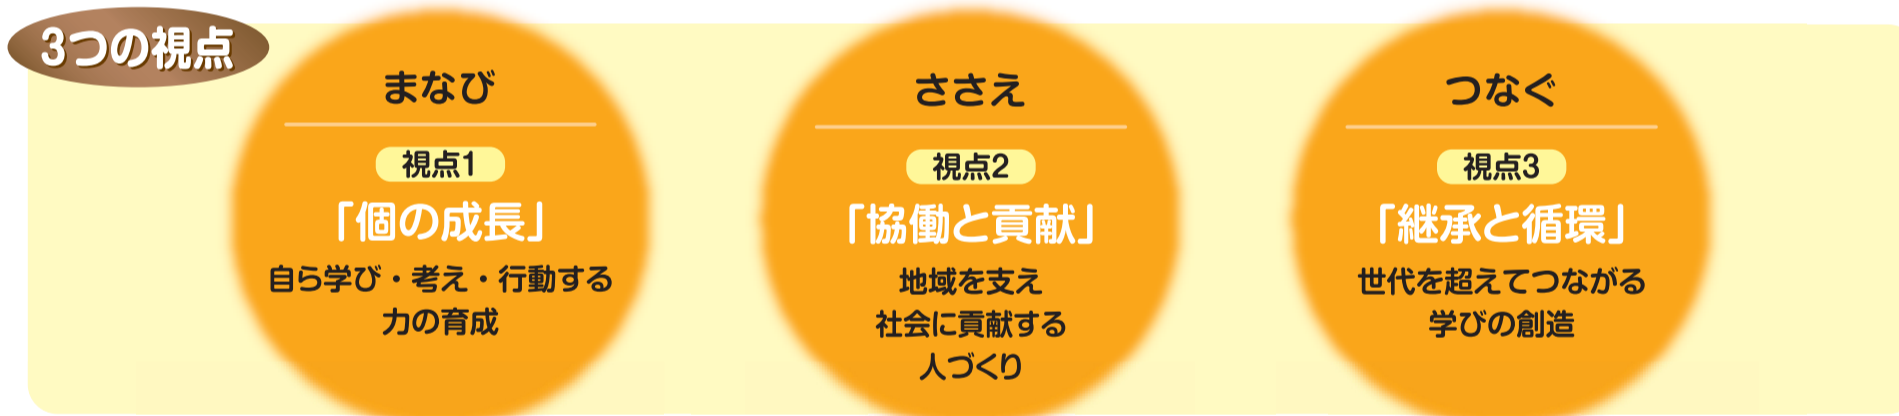 3つの視点
まなび
視点1
「個の成長」
自ら学び・考え・行動する
力の育成
ささえ
視点2
「協働と貢献」
地域を支え
社会に貢献する
人づくり
つなぐ
視点3
「継承と循環」
世代を超えてつながる
学びの創造